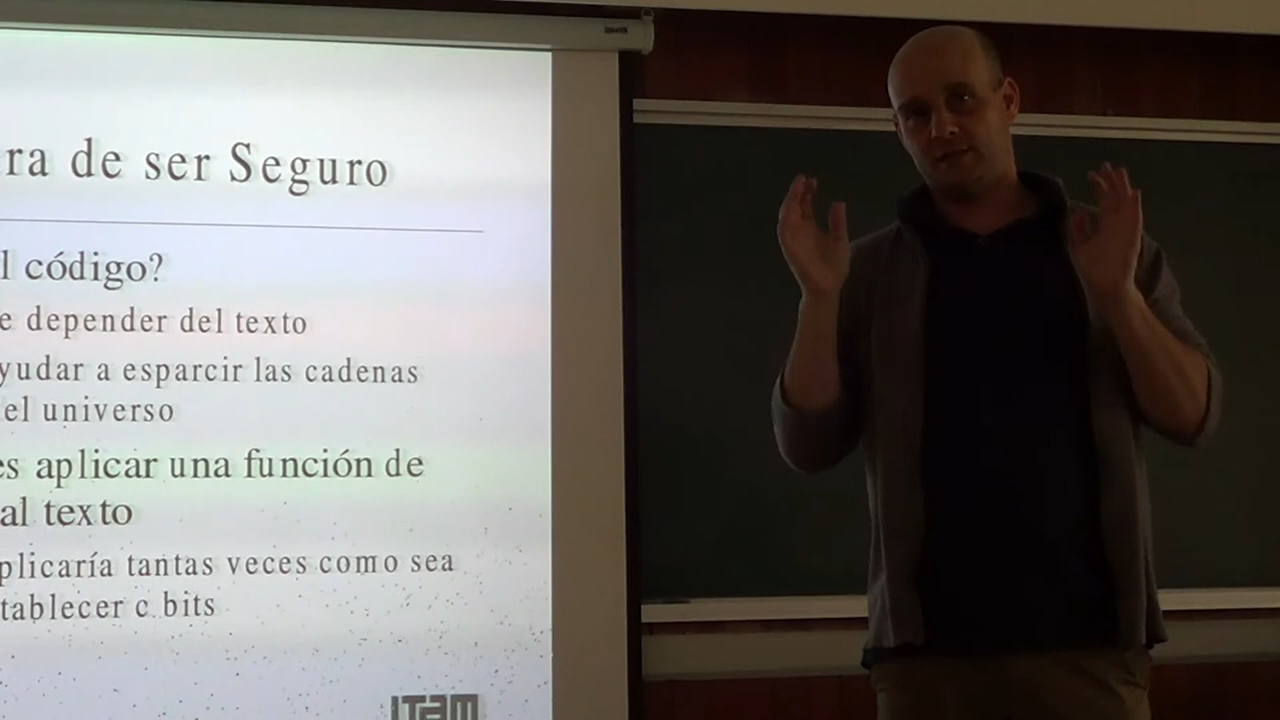 ra de ser Seguro
l código?
e depender del texto
yudar a esparcir las cadenas
el universo
es aplicar una función de
al texto
plicaría tantas veces como sea
tablecer c bits
ITAM